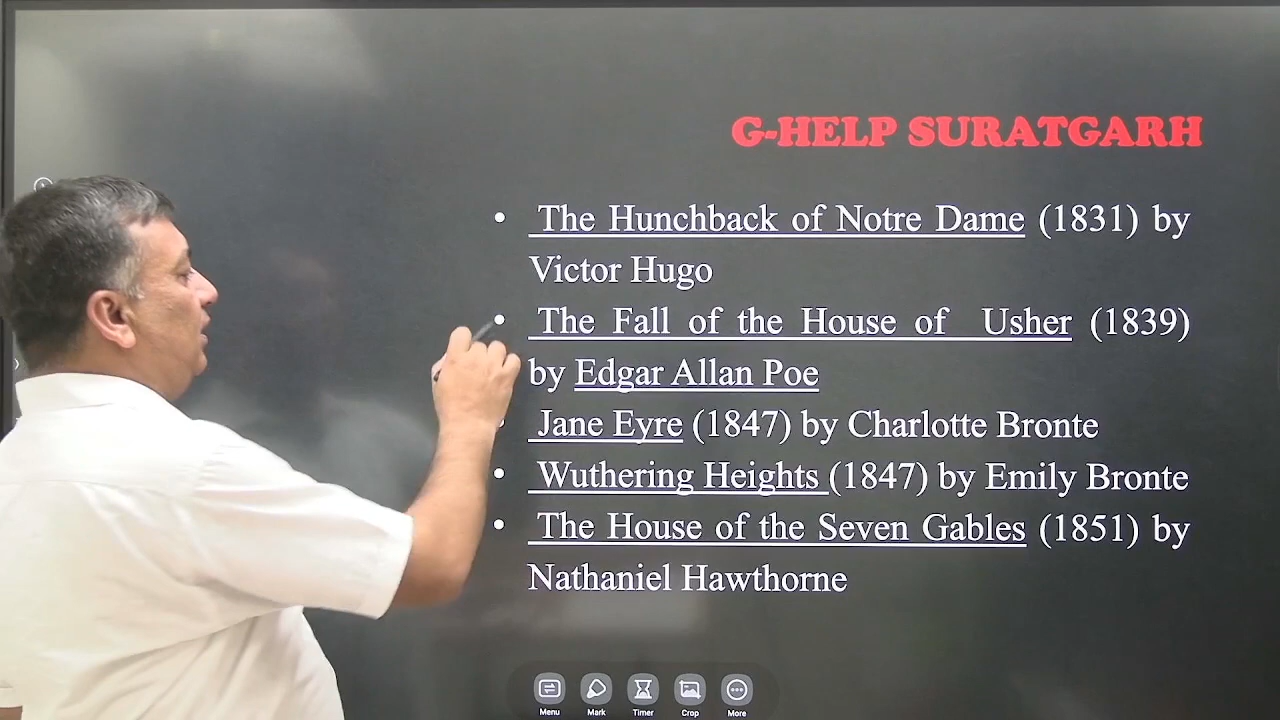 G-HELP SURATGARH
• The Hunchback of Notre Dame (1831) by
Victor Hugo
• The Fall of the House of Usher (1839)
by Edgar Allan Poe
• Jane Eyre (1847) by Charlotte Bronte
• Wuthering Heights (1847) by Emily Bronte
• The House of the Seven Gables (1851) by
Nathaniel Hawthorne
Menu Mark Timer Crop More